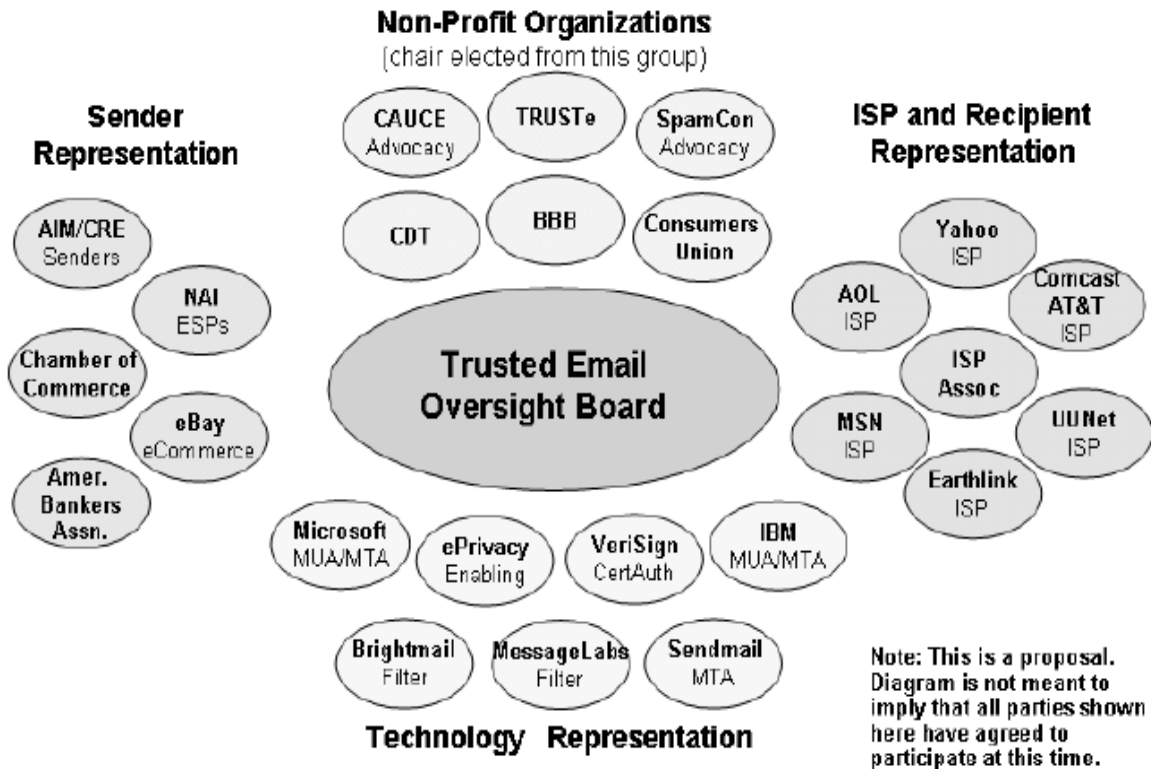 Non-Profit Organizations
(chair elected from this group)
CAUCE
Advocacy
TRUSTe
SpamCon
Advocacy
CDT
BBB
Consumers
Union
Sender
Representation
AIM/CRE
Senders
NAI
ESPs
Chamber of
Commerce
eBay
eCommerce
Amer.
Bankers
Assn.
Trusted Email
Oversight Board
ISP and Recipient
Representation
Yahoo
ISP
AOL
ISP
Comcast
AT&T
ISP
ISP
Assoc
MSN
ISP
UUNet
ISP
Earthlink
ISP
Microsoft
MUA/MTA
ePrivacy
Enabling
VeriSign
CertAuth
IBM
MUA/MTA
Brightmail
Filter
MessageLabs
Filter
Sendmail
MTA
Technology Representation
Note: This is a proposal.
Diagram is not meant to
imply that all parties shown
here have agreed to
participate at this time.